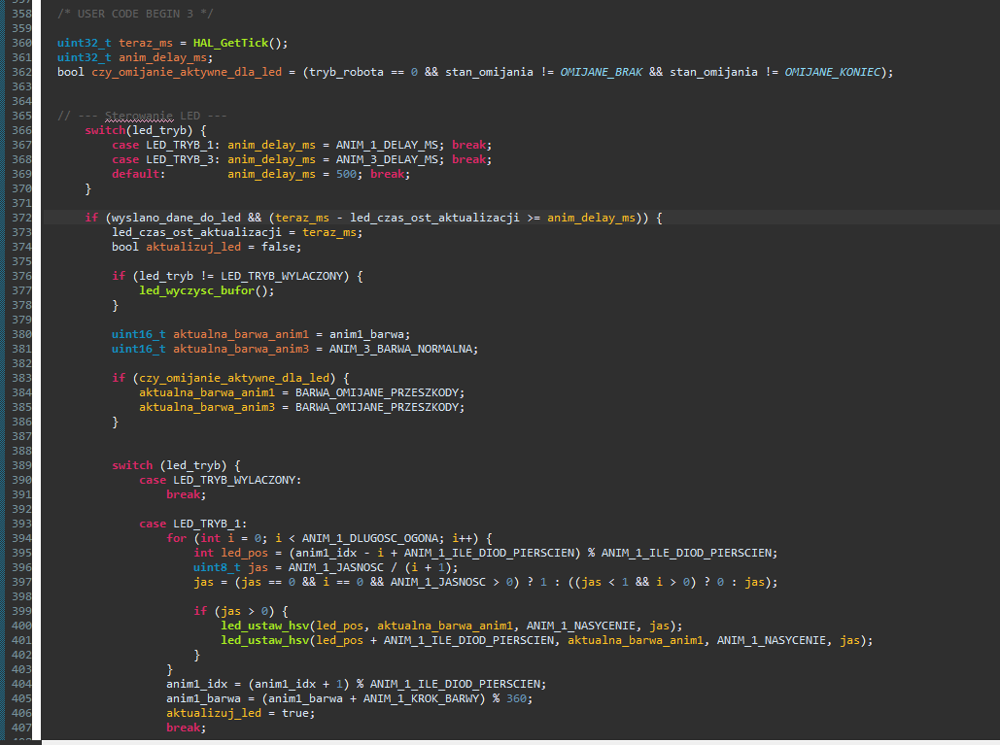 358 /* USER CODE BEGIN 3 */
359
360 uint32_t teraz_ms = HAL_GetTick();
361 uint32_t anim_delay_ms;
362 bool czy_omijanie_aktywne_dla_led = (tryb_robota == 0 && stan_omijania != OMIJANE_BRAK && stan_omijania != OMIJANE_KONIEC);
363
364
365 // --- Sterowanie LED ---
366 switch(led_tryb) {
367 case LED_TRYB_1: anim_delay_ms = ANIM_1_DELAY_MS; break;
368 case LED_TRYB_3: anim_delay_ms = ANIM_3_DELAY_MS; break;
369 default: anim_delay_ms = 500; break;
370 }
371
372 if (wyslano_dane_do_led && (teraz_ms - led_czas_ost_aktualizacji >= anim_delay_ms)) {
373 led_czas_ost_aktualizacji = teraz_ms;
374 bool aktualizuj_led = false;
375
376 if (led_tryb != LED_TRYB_WYLACZONY) {
377 led_wyczysc_bufor();
378 }
379
380 uint16_t aktualna_barwa_anim1 = anim1_barwa;
381 uint16_t aktualna_barwa_anim3 = ANIM_3_BARWA_NORMALNA;
382
383 if (czy_omijanie_aktywne_dla_led) {
384 aktualna_barwa_anim1 = BARWA_OMIJANE_PRZESZKODY;
385 aktualna_barwa_anim3 = BARWA_OMIJANE_PRZESZKODY;
386 }
387
388
389 switch (led_tryb) {
390 case LED_TRYB_WYLACZONY:
391 break;
392
393 case LED_TRYB_1:
394 for (int i = 0; i < ANIM_1_DLUGOSC_OGONA; i++) {
395 int led_pos = (anim1_idx - i + ANIM_1_ILE_DIOD_PIERSCIEN) % ANIM_1_ILE_DIOD_PIERSCIEN;
396 uint8_t jas = ANIM_1_JASNOSC / (i + 1);
397 jas = (jas == 0 && i == 0 && ANIM_1_JASNOSC > 0) ? 1 : ((jas < 1 && i > 0) ? 0 : jas);
398
399 if (jas > 0) {
400 led_ustaw_hsv(led_pos, aktualna_barwa_anim1, ANIM_1_NASYCENIE, jas);
401 led_ustaw_hsv(led_pos + ANIM_1_ILE_DIOD_PIERSCIEN, aktualna_barwa_anim1, ANIM_1_NASYCENIE, jas);
402 }
403 }
404 anim1_idx = (anim1_idx + 1) % ANIM_1_ILE_DIOD_PIERSCIEN;
405 anim1_barwa = (anim1_barwa + ANIM_1_KROK_BARWY) % 360;
406 aktualizuj_led = true;
407 break;